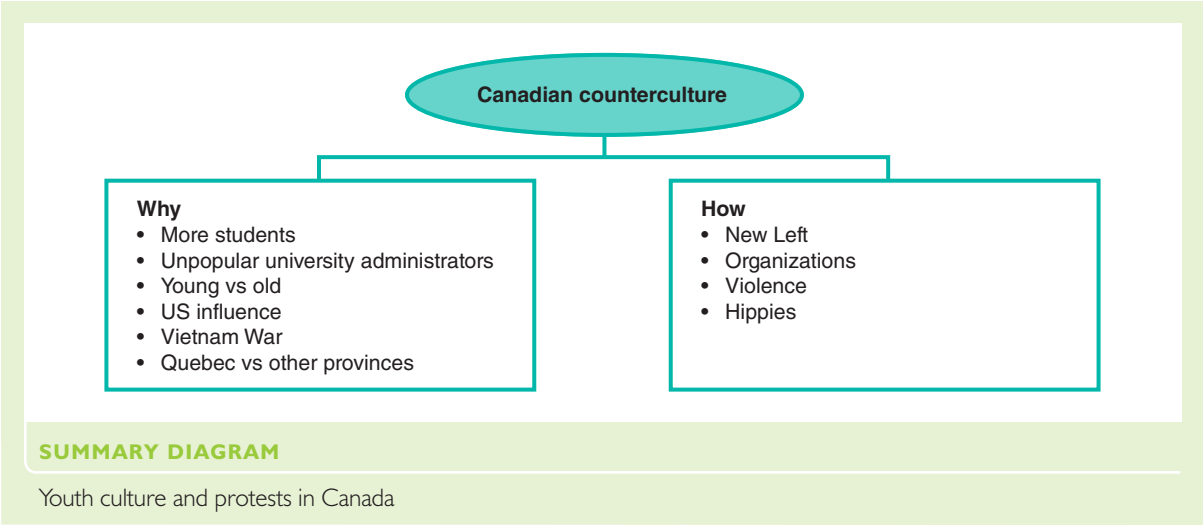 Canadian counterculture
Why
• More students
• Unpopular university administrators
• Young vs old
• US influence
• Vietnam War
• Quebec vs other provinces
How
• New Left
• Organizations
• Violence
• Hippies
SUMMARY DIAGRAM
Youth culture and protests in Canada